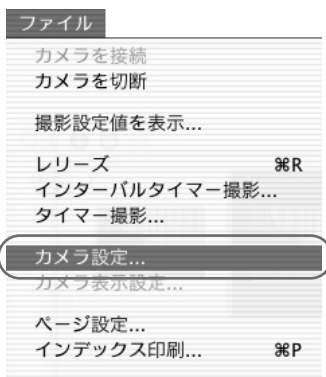 ファイル
カメラを接続
カメラを切断
撮影設定値を表示...
レリーズ ⌘R
インターバルタイマー撮影...
タイマー撮影...
カメラ設定...
カメラ表示設定...
ページ設定...
インデックス印刷... ⌘P